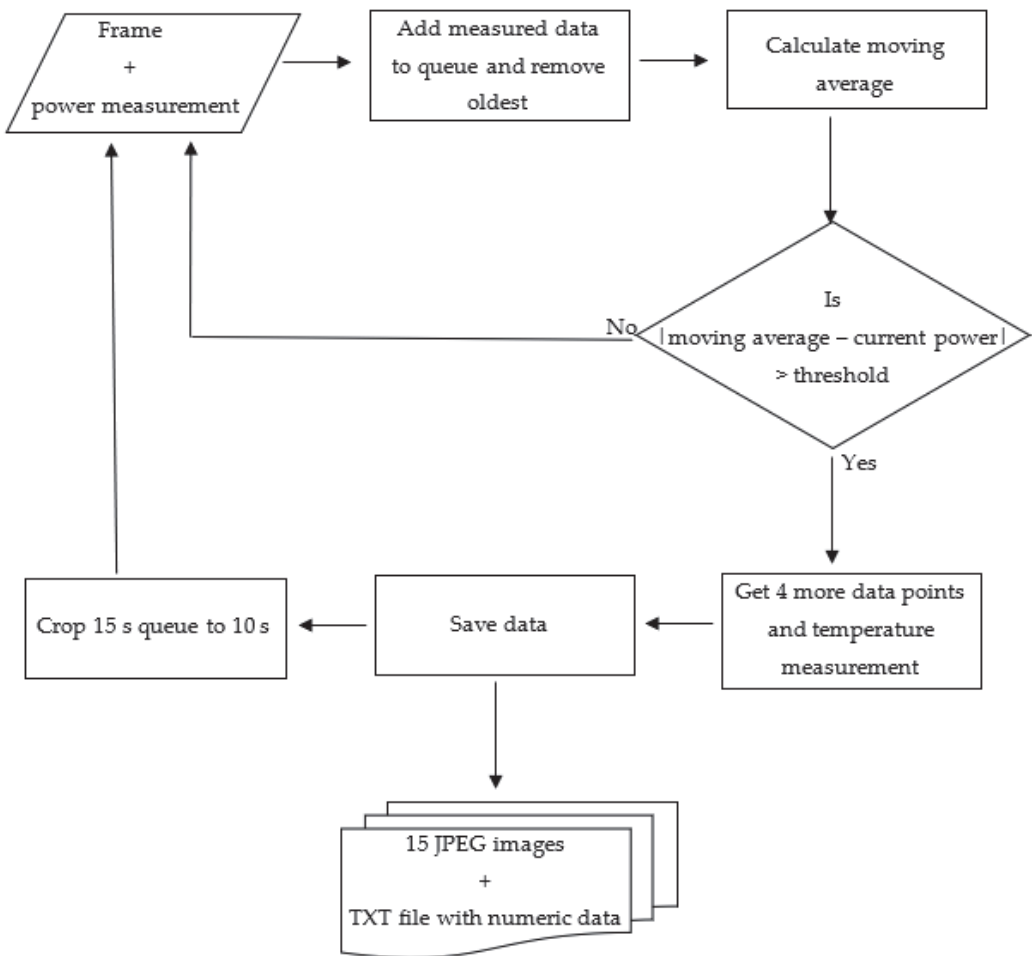 Frame
+
power measurement
Add measured data
to queue and remove
oldest
Calculate moving
average
Is
|moving average – current power|
> threshold
No
Yes
Get 4 more data points
and temperature
measurement
Save data
Crop 15 s queue to 10 s
15 JPEG images
+
TXT file with numeric data